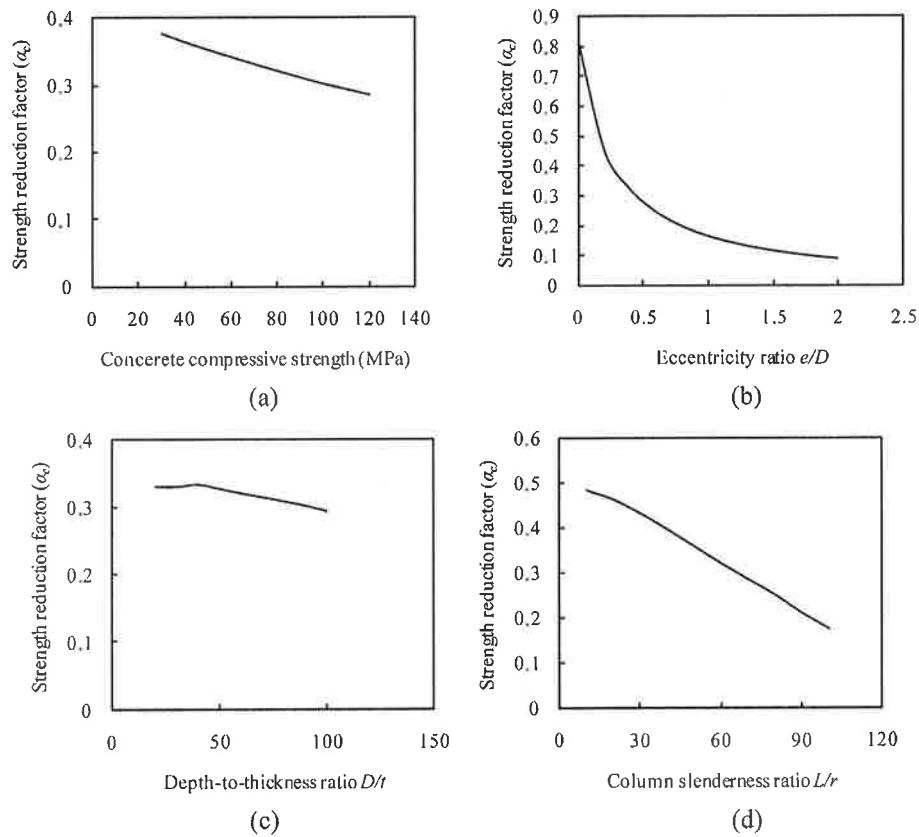 Strength reduction factor (αc)
0.4
0.3
0.2
0.1
0
0 20 40 60 80 100 120 140
Concerete compressive strength (MPa)
(a)
Strength reduction factor (αc)
0.9
0.8
0.7
0.6
0.5
0.4
0.3
0.2
0.1
0
0 0.5 1 1.5 2 2.5
Eccentricity ratio e/D
(b)
Strength reduction factor (αc)
0.4
0.3
0.2
0.1
0
0 50 100 150
Depth-to-thickness ratio D/t
(c)
Strength reduction factor (αc)
0.6
0.5
0.4
0.3
0.2
0.1
0
0 30 60 90 120
Column slenderness ratio L/r
(d)